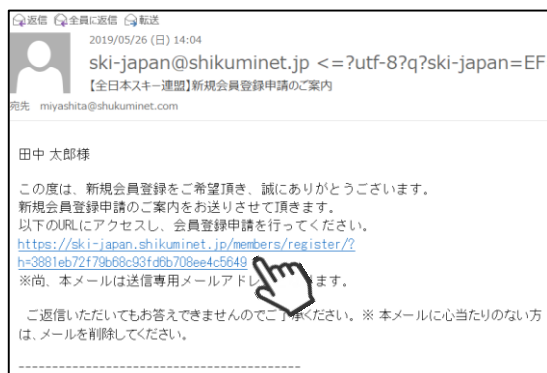 返信 全員に返信 転送
2019/05/26 (日) 14:04
ski-japan@shikuminet.jp <=?utf-8?q?ski-japan=EF
【全日本スキー連盟】新規会員登録申請のご案内
宛先 miyashita@shukuminet.com
田中 太郎様
この度は、新規会員登録をご希望頂き、誠にありがとうございます。
新規会員登録申請のご案内をお送りさせて頂きます。
以下のURLにアクセスし、会員登録申請を行ってください。
https://ski-japan.shikuminet.jp/members/register/?
h=3881eb72f79b68c93fd6b708ee4c5649
※尚、本メールは送信専用メールアドレ ます。
ご返信いただいてもお答えできませんのでご了承ください。※ 本メールに心当たりのない方
は、メールを削除してください。
-----------------------------------------